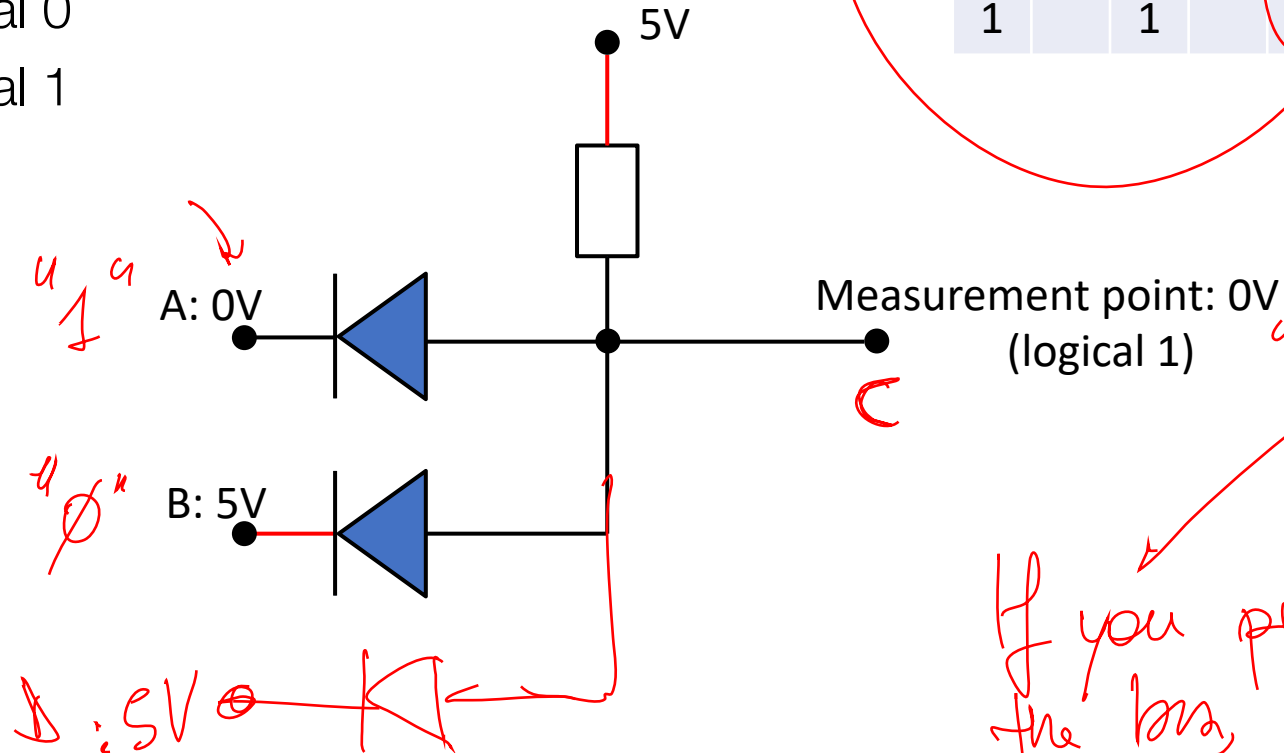 al 0
al 1
5V
1 1
"1"
A: 0V
Measurement point: 0V
(logical 1)
C
"0"
B: 5V
D: 5V
If you
the bus,